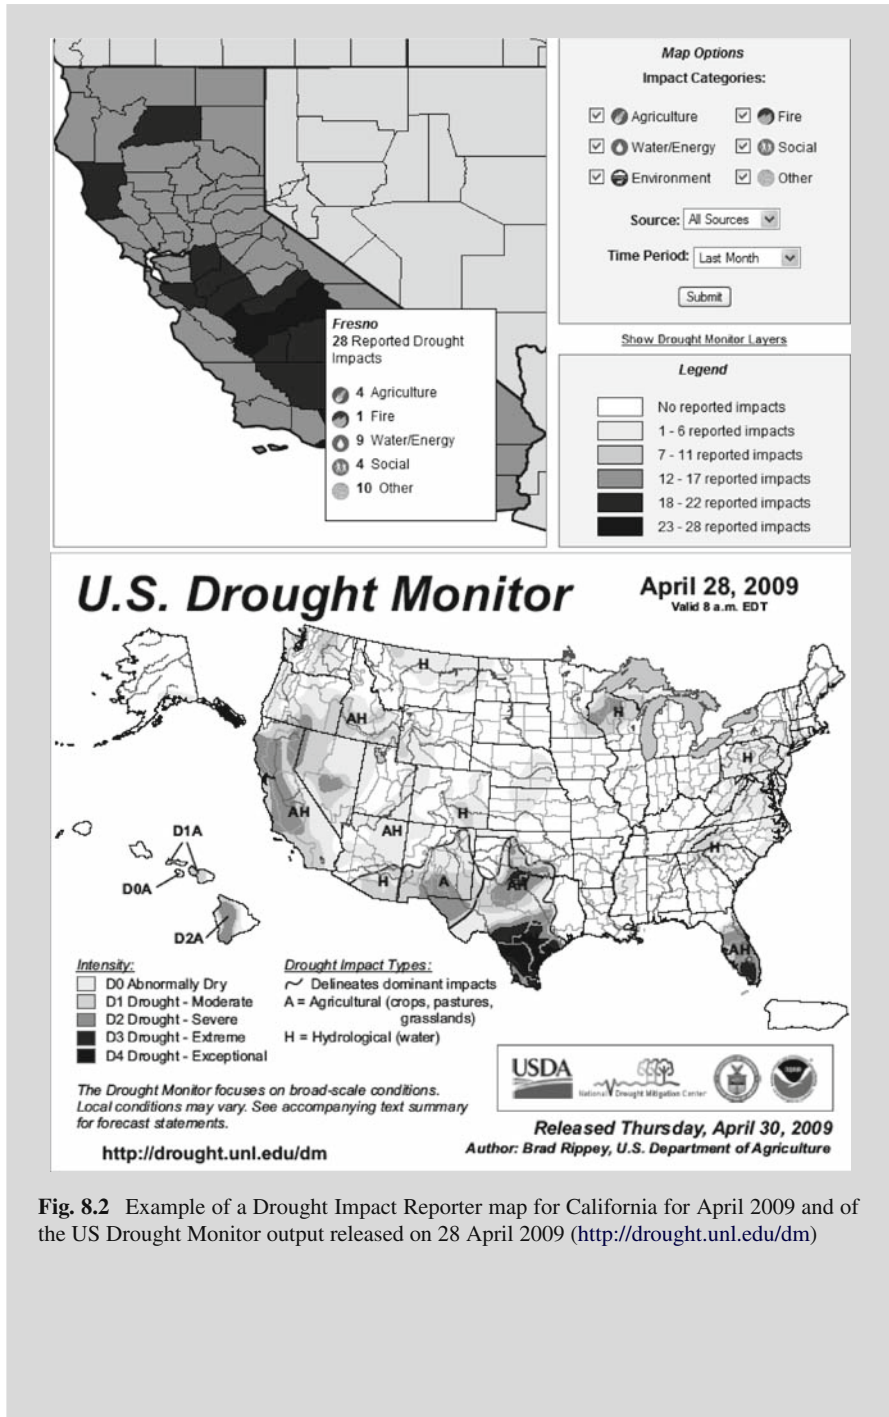 Map Options
Impact Categories:
Agriculture Fire
Water/Energy Social
Environment Other
Source: All Sources
Time Period: Last Month
Submit
Show Drought Monitor Layers
Legend
No reported impacts
1 - 6 reported impacts
7 - 11 reported impacts
12 - 17 reported impacts
18 - 22 reported impacts
23 - 28 reported impacts
Fresno
28 Reported Drought
Impacts
4 Agriculture
1 Fire
9 Water/Energy
4 Social
10 Other
U.S. Drought Monitor
April 28, 2009
Valid 8 a.m. EDT
H
AH
H
H
AH
AH
H
H
H
A
AH
AH
D1A
D0A
D2A
Intensity:
D0 Abnormally Dry
D1 Drought - Moderate
D2 Drought - Severe
D3 Drought - Extreme
D4 Drought - Exceptional
Drought Impact Types:
Delineates dominant impacts
A = Agricultural (crops, pastures,
grasslands)
H = Hydrological (water)
The Drought Monitor focuses on broad-scale conditions.
Local conditions may vary. See accompanying text summary
for forecast statements.
http://drought.unl.edu/dm
USDA
National Drought Mitigation Center
Released Thursday, April 30, 2009
Author: Brad Rippey, U.S. Department of Agriculture
Fig. 8.2 Example of a Drought Impact Reporter map for California for April 2009 and of
the US Drought Monitor output released on 28 April 2009 (http://drought.unl.edu/dm)